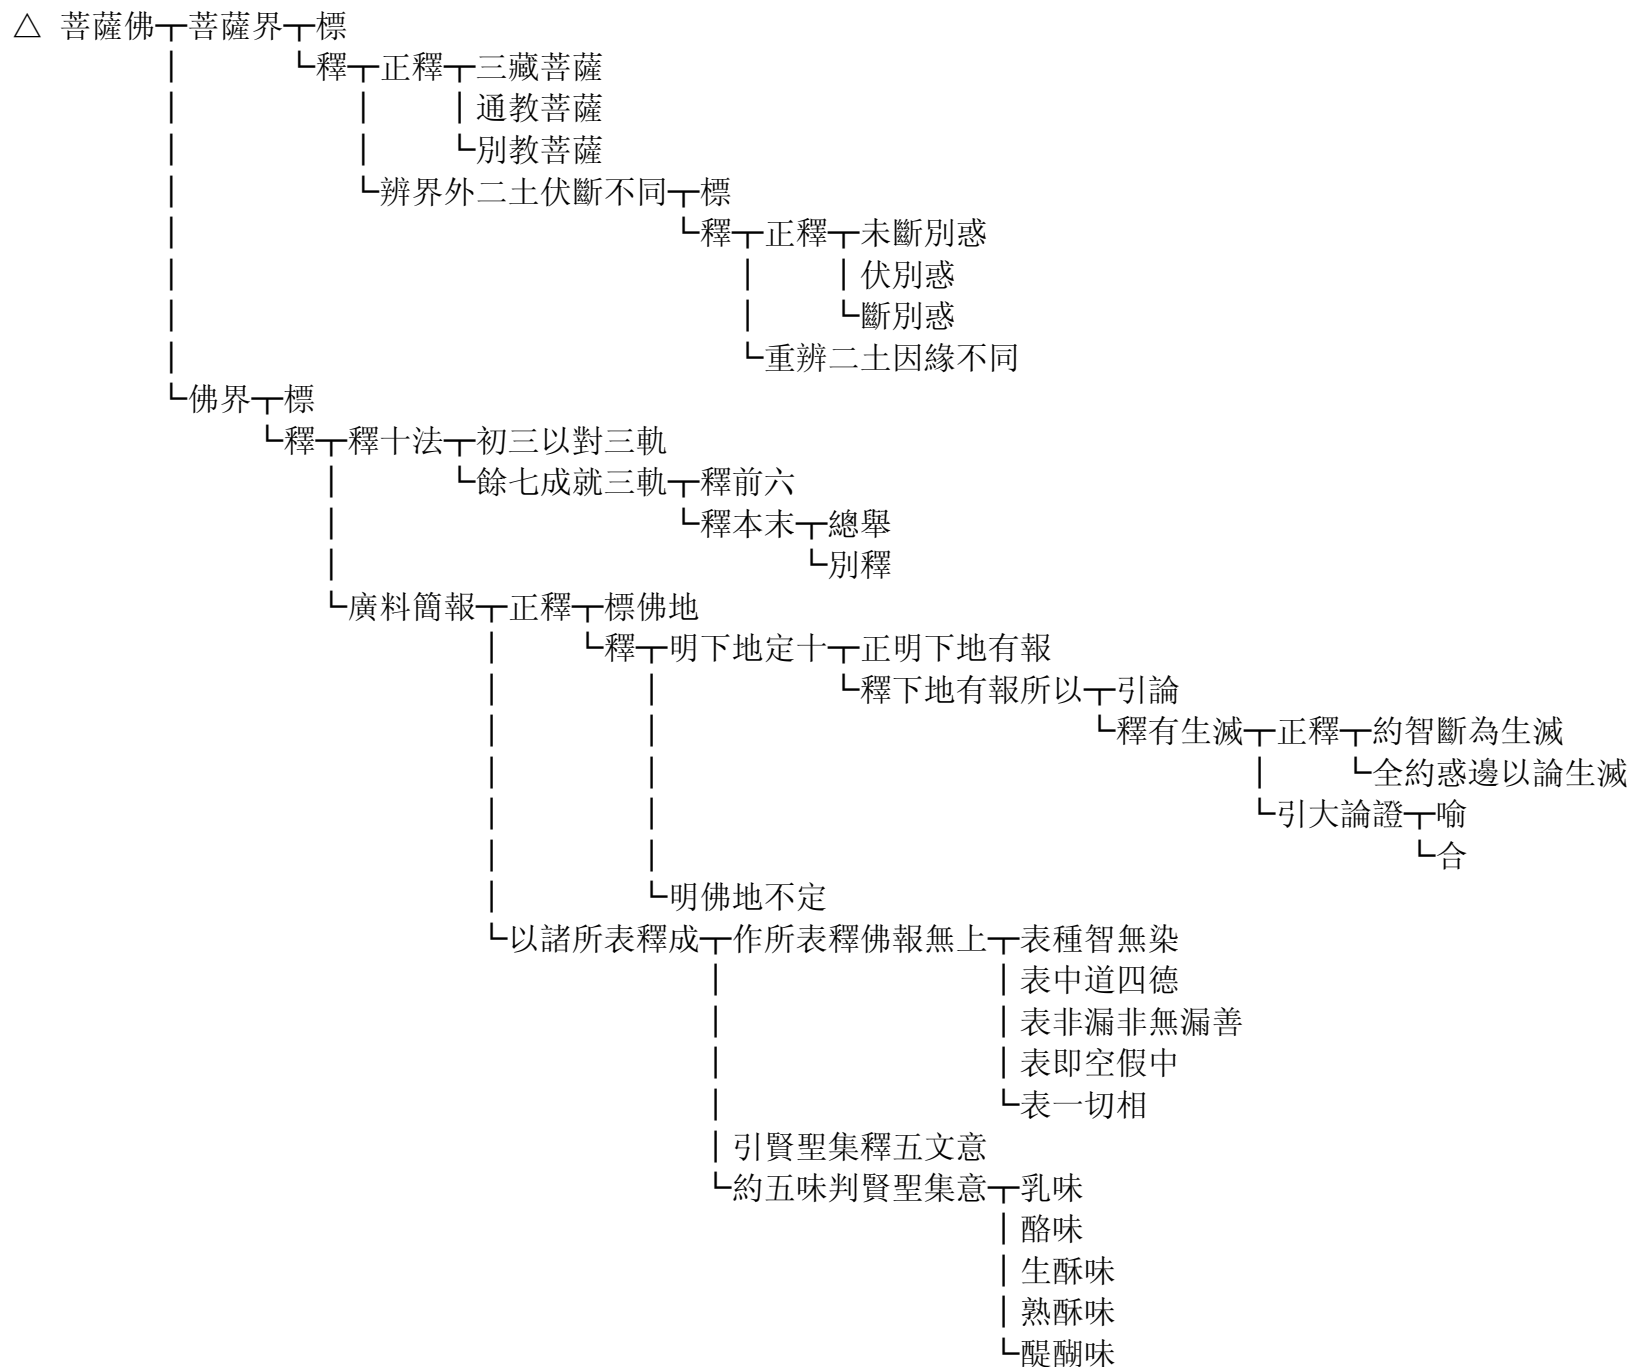 △ 菩薩佛┬菩薩界┬標
│ └釋┬正釋┬三藏菩薩
│ │ │通教菩薩
│ │ └別教菩薩
│ └辨界外二土伏斷不同┬標
│ └釋┬正釋┬未斷別惑
│ │ │伏別惑
│ │ └斷別惑
│ └重辨二土因緣不同
└佛界┬標
└釋┬釋十法┬初三以對三軌
│ └餘七成就三軌┬釋前六
│ └釋本末┬總舉
│ └別釋
└廣料簡報┬正釋┬標佛地
│ └釋┬明下地定十┬正明下地有報
│ │ └釋下地有報所以┬引論
│ │ └釋有生滅┬正釋┬約智斷為生滅
│ │ │ └全約惑邊以論生滅
│ │ └引大論證┬喻
│ │ └合
│ └明佛地不定
└以諸所表釋成┬作所表釋佛報無上┬表種智無染
│ │表中道四德
│ │表非漏非無漏善
│ │表即空假中
│ └表一切相
│引賢聖集釋五文意
└約五味判賢聖集意┬乳味
│酪味
│生酥味
│熟酥味
└醍醐味